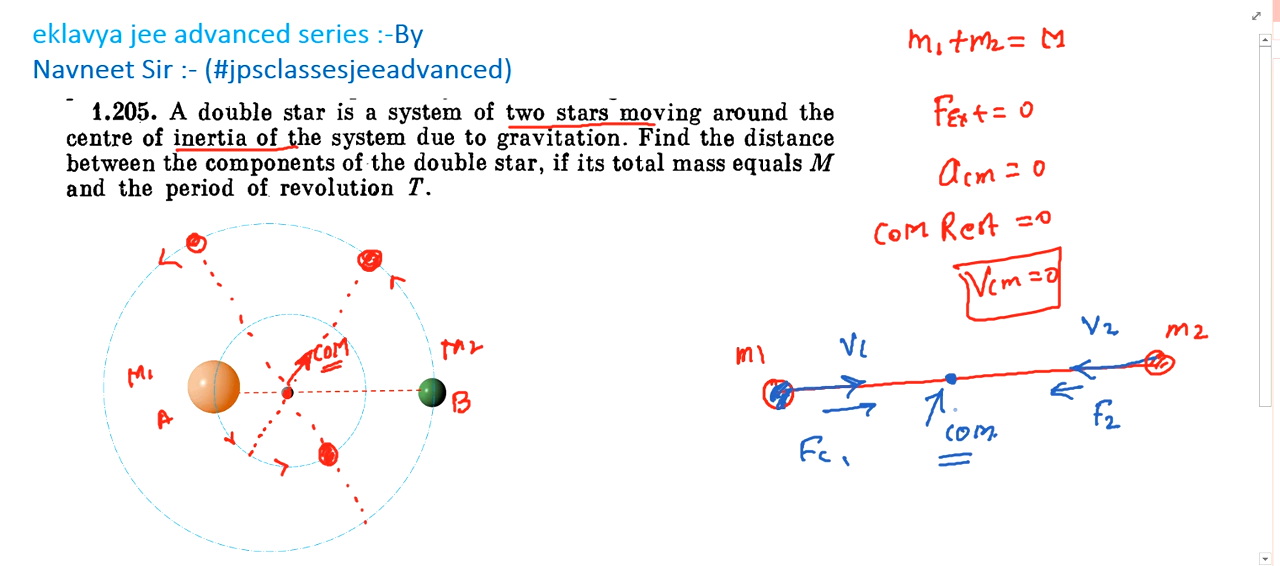 eklavya jee advanced series :-By
Navneet Sir :- (#jpsclassesjeeadvanced)
1.205. A double star is a system of two stars moving around the
centre of inertia of the system due to gravitation. Find the distance
between the components of the double star, if its total mass equals M
and the period of revolution T.
m₁+m₂ = M
FExt = 0
acm = 0
COM Rest = 0
Vcm = 0
COM
M₁
A
m2
B
m1
V1
Fc₁
COM.
V2
F2
m2